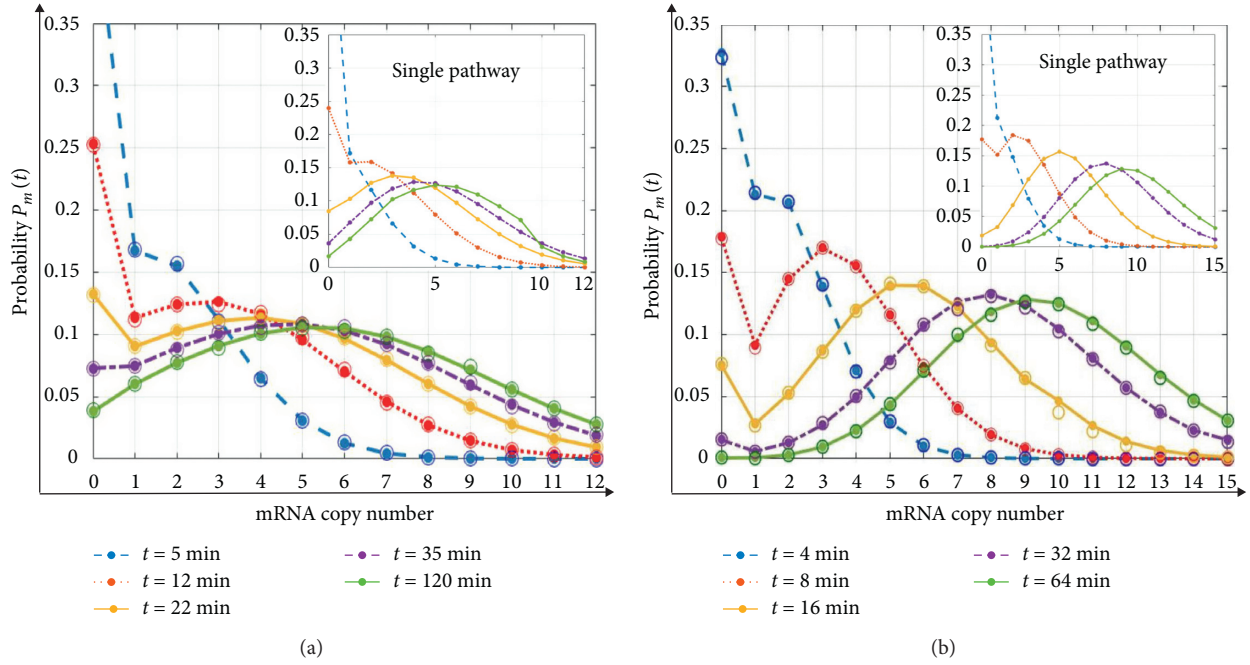 0.35
0.3
0.25
0.2
0.15
0.1
0.05
0
Probability Pm(t)
0 1 2 3 4 5 6 7 8 9 10 11 12
mRNA copy number
0.35
0.3
0.25
0.2
0.15
0.1
0.05
0
0 5 10 12
Single pathway
t = 5 min
t = 12 min
t = 22 min
t = 35 min
t = 120 min
(a)
0.35
0.3
0.25
0.2
0.15
0.1
0.05
0
Probability Pm(t)
0 1 2 3 4 5 6 7 8 9 10 11 12 13 14 15
mRNA copy number
0.35
0.3
0.25
0.2
0.15
0.1
0.05
0
0 5 10 15
Single pathway
t = 4 min
t = 8 min
t = 16 min
t = 32 min
t = 64 min
(b)